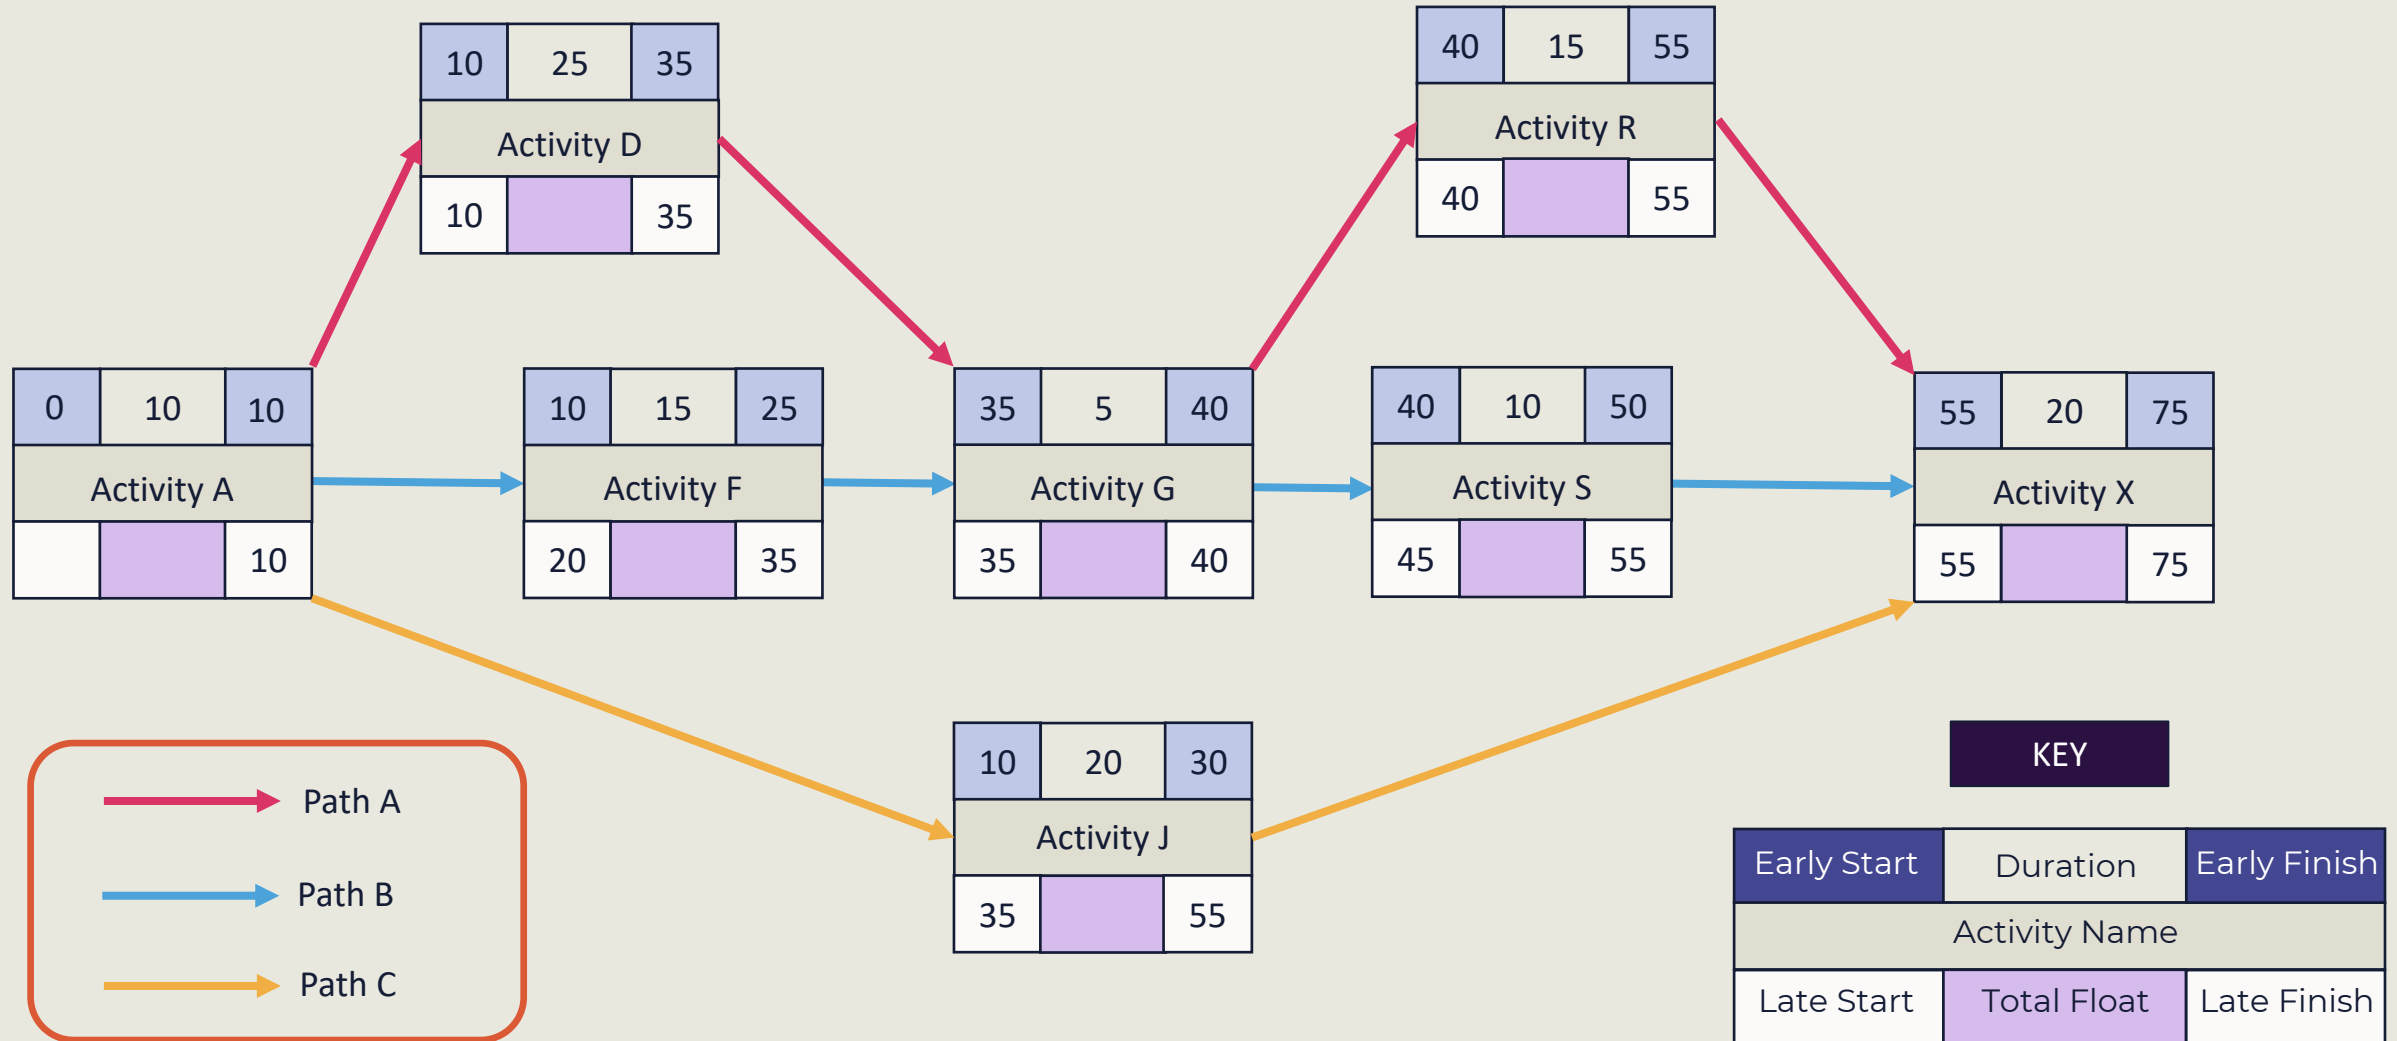 10 25 35
Activity D
10 35
40 15 55
Activity R
40 55
0 10 10
Activity A
10
10 15 25
Activity F
20 35
35 5 40
Activity G
35 40
40 10 50
Activity S
45 55
55 20 75
Activity X
55 75
10 20 30
Activity J
35 55
Path A
Path B
Path C
KEY
Early Start Duration Early Finish
Activity Name
Late Start Total Float Late Finish